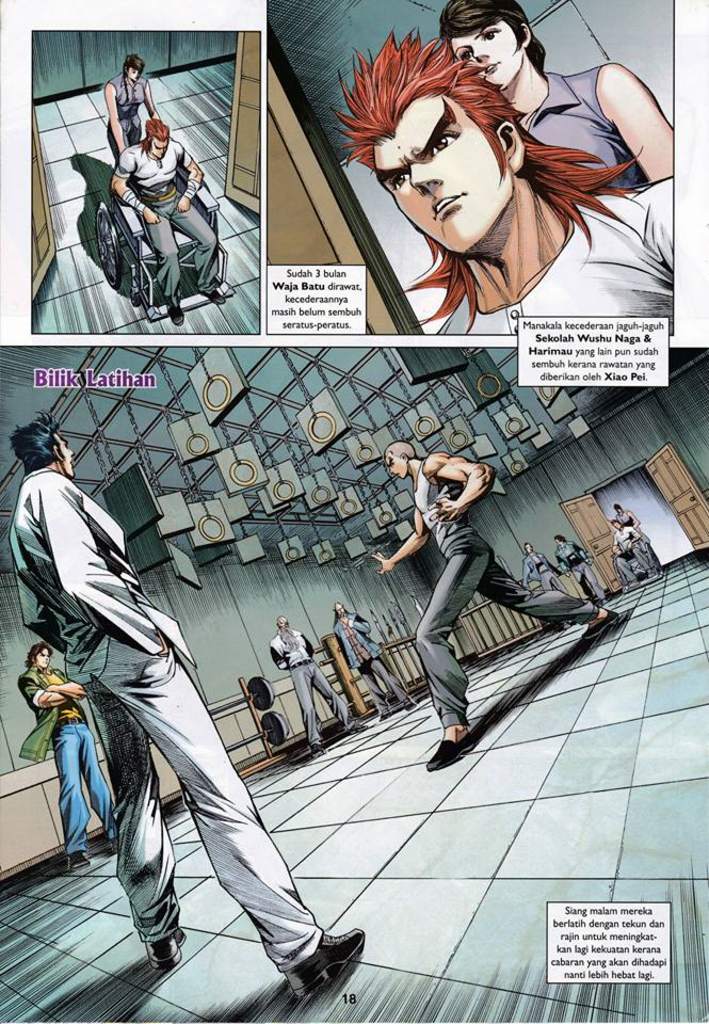 Sudah 3 bulan
Waja Batu dirawat,
kecederaannya
masih belum sembuh
seratus-peratus.
Manakala kecederaan jaguh-jaguh
Sekolah Wushu Naga &
Harimau yang lain pun sudah
sembuh kerana rawatan yang
diberikan oleh Xiao Pei.
Bilik Latihan
Siang malam mereka
berlatih dengan tekun dan
rajin untuk meningkat-
kan lagi kekuatan kerana
cabaran yang dihadapi
nanti lebih hebat lagi.
18